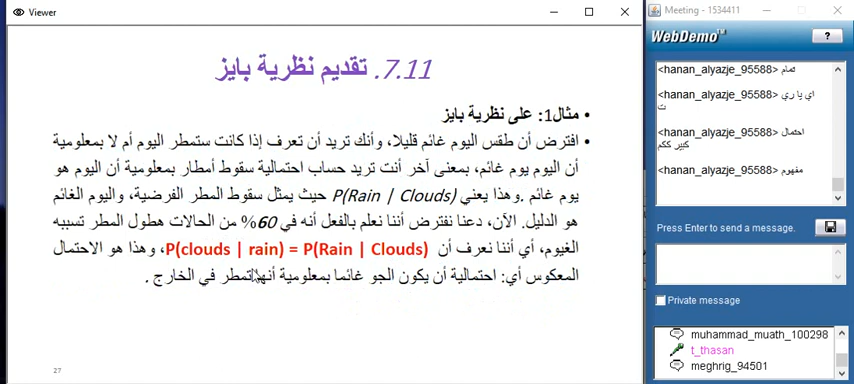 Viewer
Meeting - 1534411
7.11. تقديم نظرية بايز
• مثال1: على نظرية بايز
• افترض أن طقس اليوم غائم قليلا، وأنك تريد أن تعرف إذا كانت ستمطر اليوم أم لا بمعلومية
أن اليوم يوم غائم، بمعنى آخر أنت تريد حساب احتمالية سقوط أمطار بمعلومية أن اليوم هو
يوم غائم .وهذا يعني P(Rain | Clouds) حيث يمثل سقوط المطر الفرضية، واليوم الغائم
هو الدليل. الآن، دعنا نفترض أننا نعلم بالفعل أنه في 60% من الحالات هطول المطر تسببه
الغيوم، أي أننا نعرف أن P(clouds | rain) = P(Rain | Clouds) ، وهذا هو الاحتمال
المعكوس أي: احتمالية أن يكون الجو غائما بمعلومية أنها تمطر في الخارج .
27
WebDemo™
?
<hanan_alyazje_95588> تمام
<hanan_alyazje_95588> اي يا ري
ت
<hanan_alyazje_95588> احتمال
كبير ككم
<hanan_alyazje_95588> مفهوم
Press Enter to send a message.
Private message
muhammad_muath_100298
t_thasan
meghrig_94501